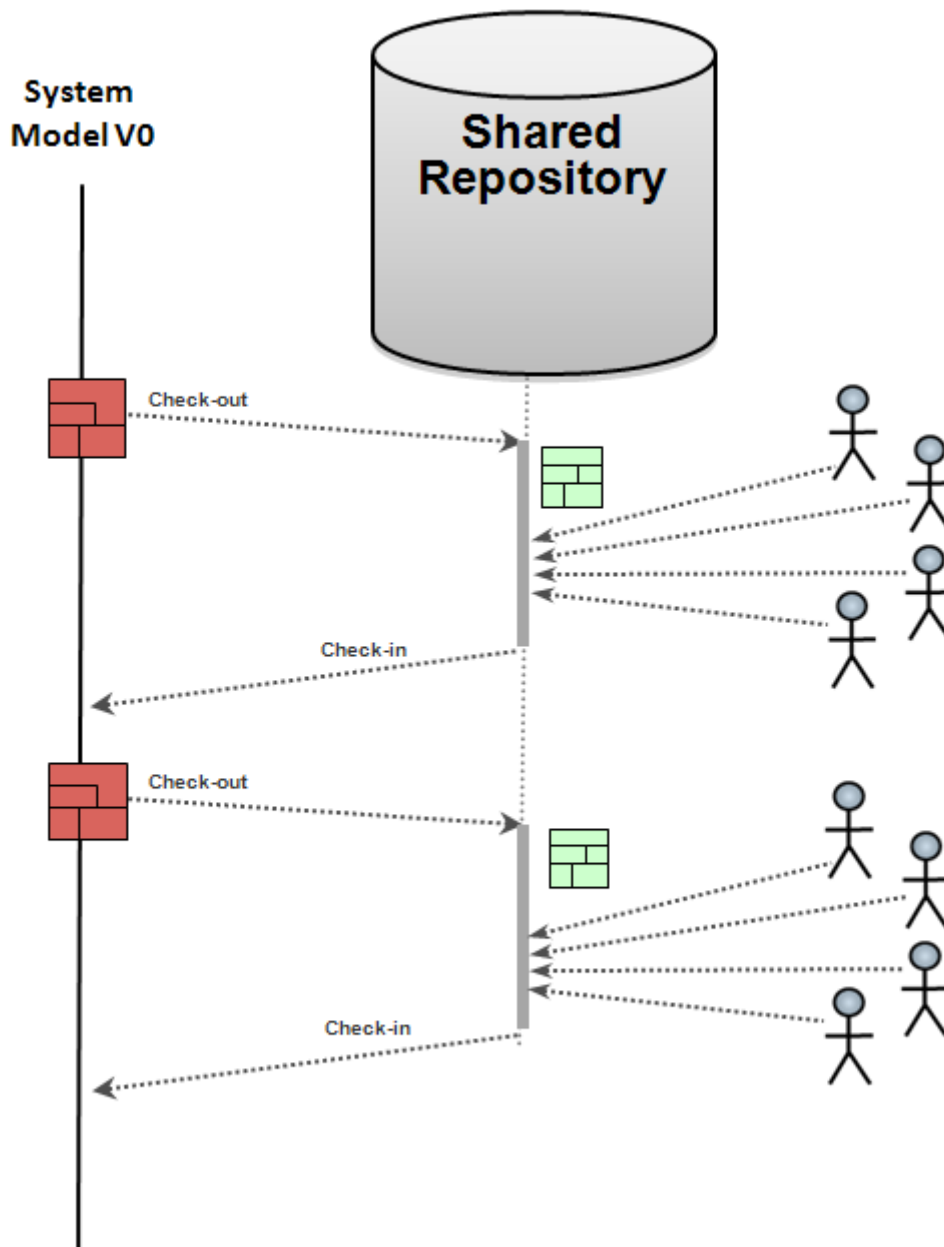 System
Model V0
Shared
Repository
Check-out
Check-in
Check-out
Check-in